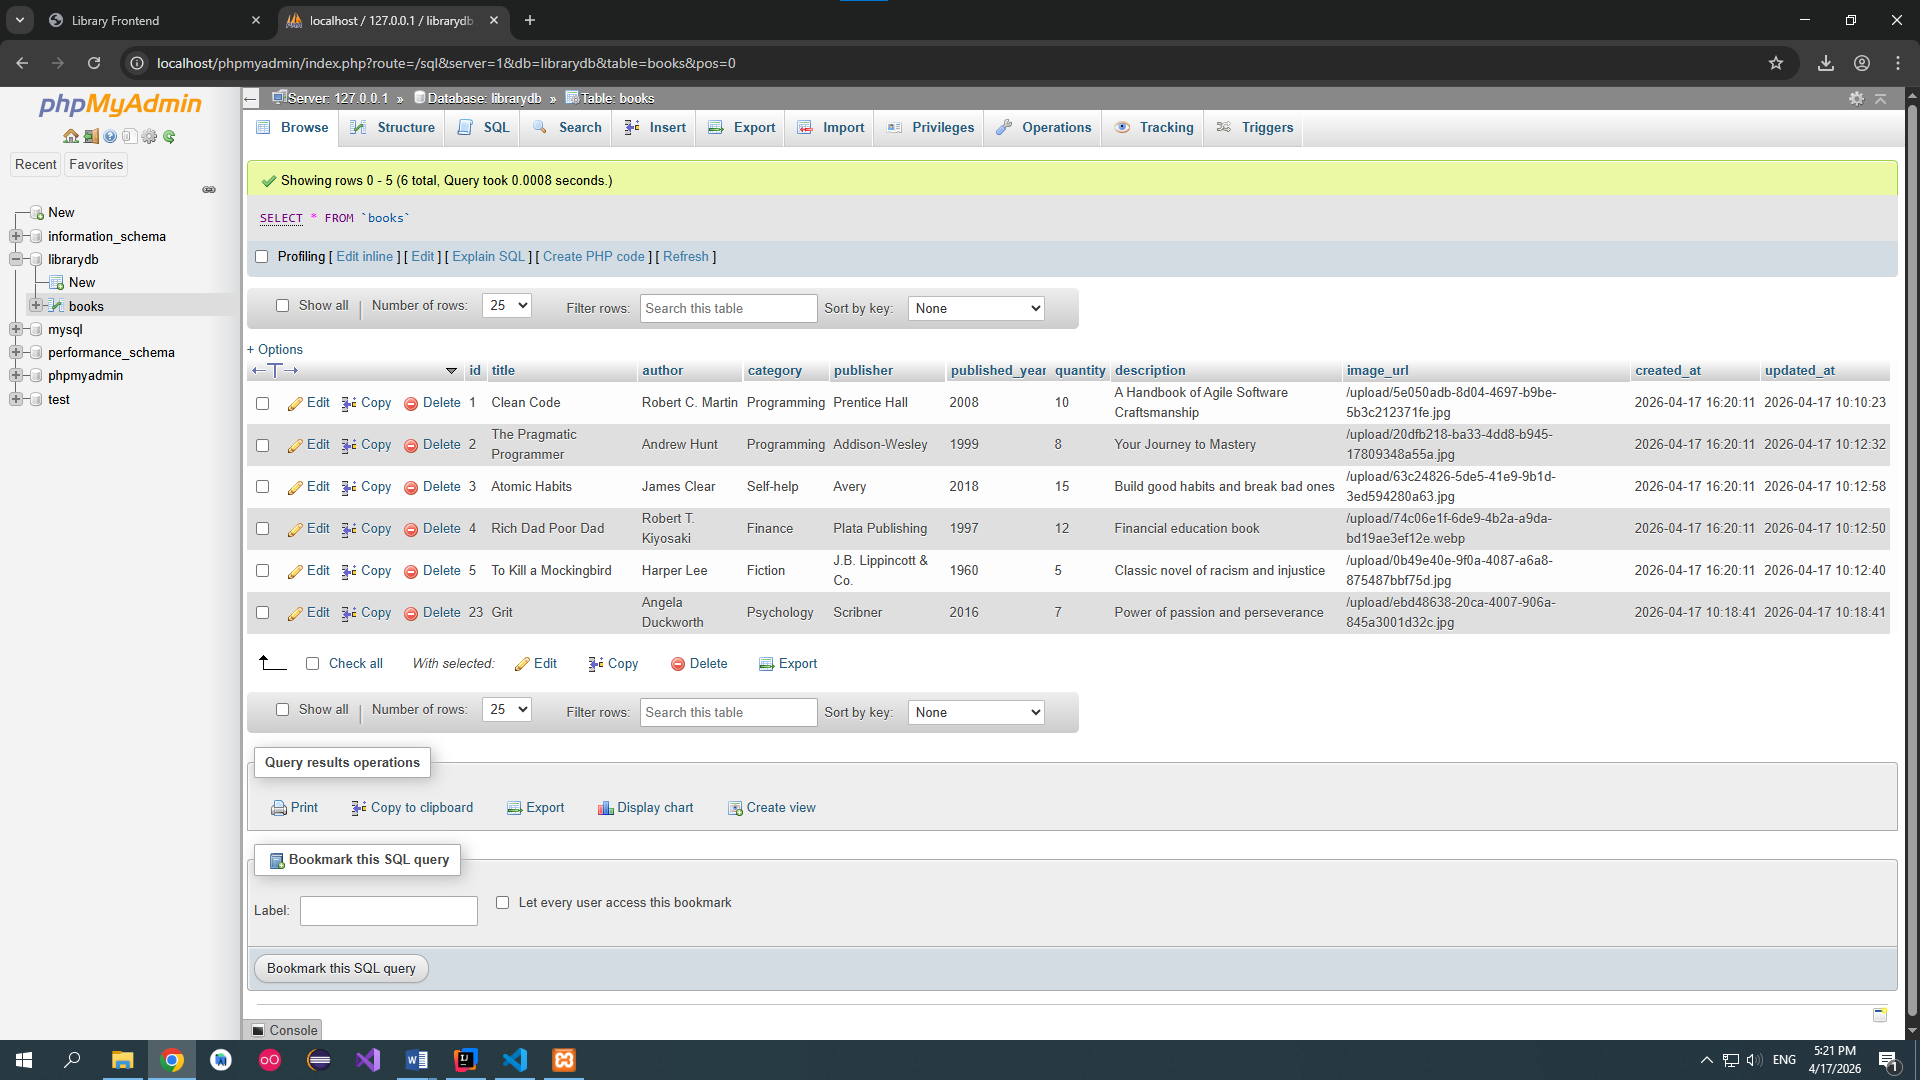 Library Frontend
localhost / 127.0.0.1 / librarydb
localhost/phpmyadmin/index.php?route=/sql&server=1&db=librarydb&table=books&pos=0
phpMyAdmin
Recent Favorites
New
information_schema
librarydb
New
books
mysql
performance_schema
phpmyadmin
test
Server: 127.0.0.1 » Database: librarydb » Table: books
Browse Structure SQL Search Insert Export Import Privileges Operations Tracking Triggers
Showing rows 0 - 5 (6 total, Query took 0.0008 seconds.)
SELECT * FROM `books`
Profiling [ Edit inline ] [ Edit ] [ Explain SQL ] [ Create PHP code ] [ Refresh ]
Show all Number of rows: 25 Filter rows: Search this table Sort by key: None
+ Options
←T→ id title author category publisher published_year quantity description image_url created_at updated_at
Edit Copy Delete 1 Clean Code Robert C. Martin Programming Prentice Hall 2008 10 A Handbook of Agile Software Craftsmanship /upload/5e050adb-8d04-4697-b9be-5b3c212371fe.jpg 2026-04-17 16:20:11 2026-04-17 10:10:23
Edit Copy Delete 2 The Pragmatic Programmer Andrew Hunt Programming Addison-Wesley 1999 8 Your Journey to Mastery /upload/20dfb218-ba33-4dd8-b945-17809348a55a.jpg 2026-04-17 16:20:11 2026-04-17 10:12:32
Edit Copy Delete 3 Atomic Habits James Clear Self-help Avery 2018 15 Build good habits and break bad ones /upload/63c24826-5de5-41e9-9b1d-3ed594280a63.jpg 2026-04-17 16:20:11 2026-04-17 10:12:58
Edit Copy Delete 4 Rich Dad Poor Dad Robert T. Kiyosaki Finance Plata Publishing 1997 12 Financial education book /upload/74c06e1f-6de9-4b2a-a9da-bd19ae3ef12e.webp 2026-04-17 16:20:11 2026-04-17 10:12:50
Edit Copy Delete 5 To Kill a Mockingbird Harper Lee Fiction J.B. Lippincott & Co. 1960 5 Classic novel of racism and injustice /upload/0b49e40e-9f0a-4087-a6a8-875487bbf75d.jpg 2026-04-17 16:20:11 2026-04-17 10:12:40
Edit Copy Delete 23 Grit Angela Duckworth Psychology Scribner 2016 7 Power of passion and perseverance /upload/ebd48638-20ca-4007-906a-845a3001d32c.jpg 2026-04-17 10:18:41 2026-04-17 10:18:41
Check all With selected: Edit Copy Delete Export
Show all Number of rows: 25 Filter rows: Search this table Sort by key: None
Query results operations
Print Copy to clipboard Export Display chart Create view
Bookmark this SQL query
Label: Let every user access this bookmark
Bookmark this SQL query
Console
ENG
5:21 PM
4/17/2026
1